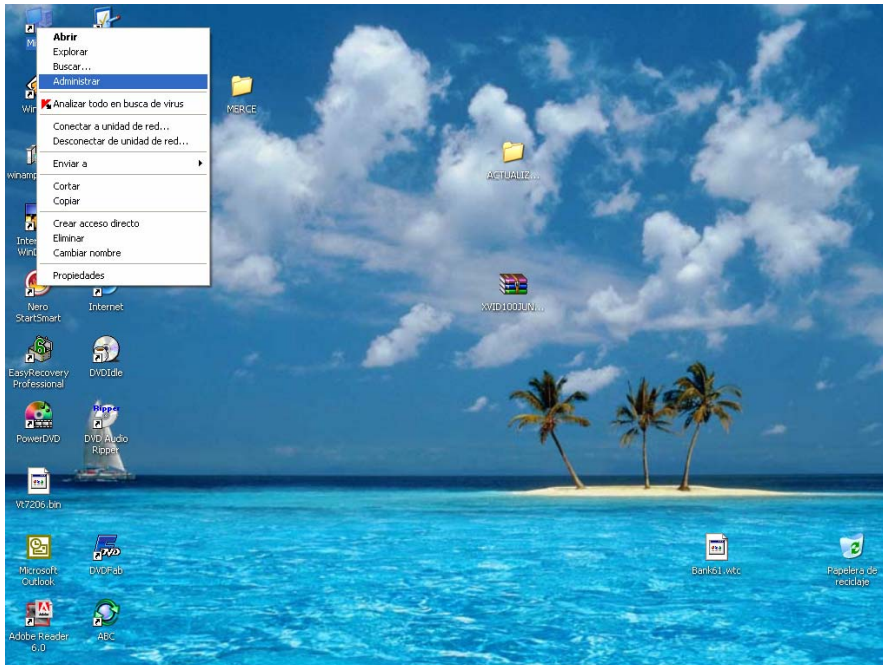 Abrir
Explorar
Buscar...
Administrar
Analizar todo en busca de virus
Conectar a unidad de red...
Desconectar de unidad de red...
Enviar a
Cortar
Copiar
Crear acceso directo
Eliminar
Cambiar nombre
Propiedades
MERCE
ACTUALIZ...
XVID100JUN...
Nero
StartSmart
Internet
EasyRecovery
Professional
DVDIdle
PowerDVD
Ripper
DVD Audio
Ripper
Vt7206.bin
Microsoft
Outlook
DVDFab
Bank61.wtc
Papelera de
reciclaje
Adobe Reader
6.0
ABC